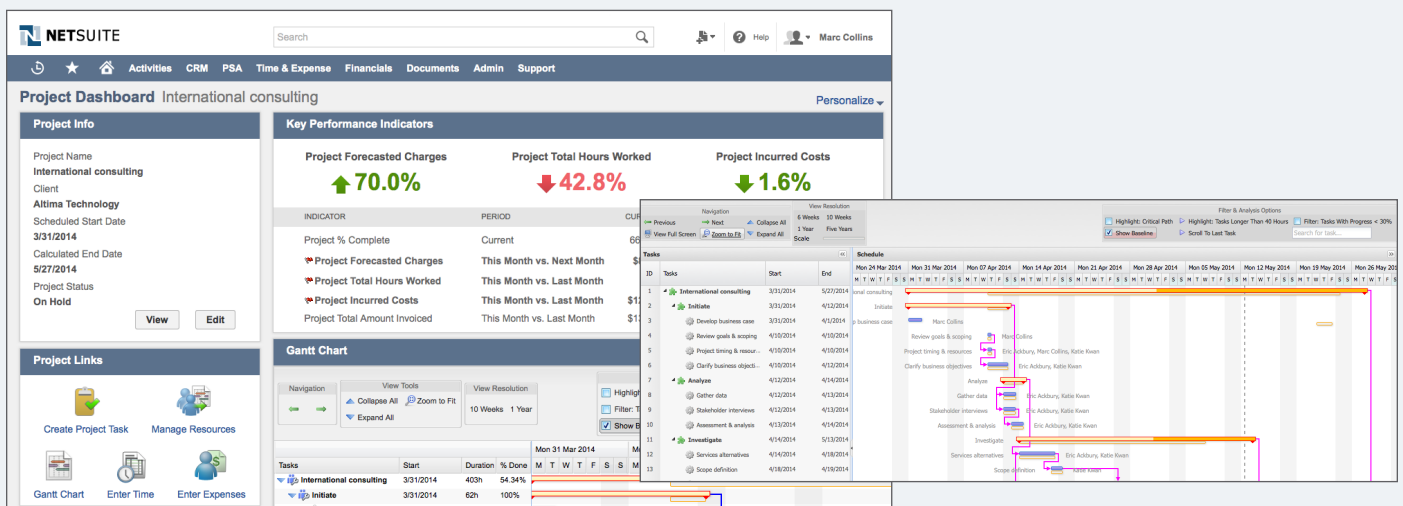 NETSUITE
Search
Help
Marc Collins
Activities CRM PSA Time & Expense Financials Documents Admin Support
Project Dashboard International consulting
Personalize
Project Info
Project Name
International consulting
Client
Altima Technology
Scheduled Start Date
3/31/2014
Calculated End Date
5/27/2014
Project Status
On Hold
View Edit
Project Links
Create Project Task Manage Resources
Gantt Chart Enter Time Enter Expenses
Key Performance Indicators
Project Forecasted Charges Project Total Hours Worked Project Incurred Costs
70.0% 42.8% 1.6%
INDICATOR PERIOD
Project % Complete Current
Project Forecasted Charges This Month vs. Next Month
Project Total Hours Worked This Month vs. Last Month
Project Incurred Costs This Month vs. Last Month
Project Total Amount Invoiced This Month vs. Last Month
Gantt Chart
Navigation View Tools View Resolution
Collapse All Zoom to Fit
Expand All
10 Weeks 1 Year
Mon 31 Mar 2014
Tasks Start Duration % Done M T W T F S S M
International consulting 3/31/2014 403h 54.34%
Initiate 3/31/2014 62h 100%
Navigation View Resolution Filter & Analysis Options
Previous Next Collapse All 6 Weeks 10 Weeks Highlight: Critical Path Highlight: Tasks Longer Than 40 Hours Filter: Tasks With Progress < 30%
View Full Screen Zoom to Fit Expand All 1 Year Five Years Show Baseline Scroll To Last Task Search for task...
Scale
Tasks Schedule
ID Tasks Start End
Mon 24 Mar 2014 Mon 31 Mar 2014 Mon 07 Apr 2014 Mon 14 Apr 2014 Mon 21 Apr 2014 Mon 28 Apr 2014 Mon 05 May 2014 Mon 12 May 2014 Mon 19 May 2014 Mon 26 May
M T W T F S S M T W T F S S M T W T F S S M T W T F S S M T W T F S S M T W T F S S M T W T F S S M T W T F S S M T W T F S S M T W T F S
1 International consulting 3/31/2014 5/27/2014 consulting
2 Initiate 3/31/2014 4/12/2014 Initiate
3 Develop business case 3/31/2014 4/1/2014 business case Marc Collins
4 Review goals & scoping 4/10/2014 4/10/2014 Review goals & scoping Marc Collins
5 Project timing & resour... 4/10/2014 4/10/2014 Project timing & resources Eric Ackbury, Marc Collins, Katie Kwan
6 Clarify business objecti... 4/10/2014 4/12/2014 Clarify business objectives Eric Ackbury, Katie Kwan
7 Analyze 4/12/2014 4/14/2014 Analyze
8 Gather data 4/12/2014 4/13/2014 Gather data Eric Ackbury, Katie Kwan
9 Stakeholder interviews 4/12/2014 4/13/2014 Stakeholder interviews Eric Ackbury, Katie Kwan
10 Assessment & analysis 4/13/2014 4/14/2014 Assessment & analysis Eric Ackbury, Katie Kwan
11 Investigate 4/14/2014 5/13/2014 Investigate
12 Services alternatives 4/14/2014 4/18/2014 Services alternatives Eric Ackbury, Katie Kwan
13 Scope definition 4/18/2014 4/19/2014 Scope definition Katie Kwan